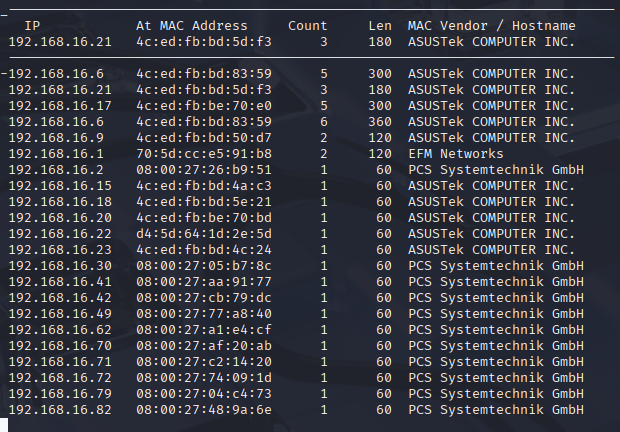 IP At MAC Address Count Len MAC Vendor / Hostname
192.168.16.21 4c:ed:fb:bd:5d:f3 3 180 ASUSTek COMPUTER INC.
192.168.16.6 4c:ed:fb:bd:83:59 5 300 ASUSTek COMPUTER INC.
192.168.16.21 4c:ed:fb:bd:5d:f3 3 180 ASUSTek COMPUTER INC.
192.168.16.17 4c:ed:fb:be:70:e0 5 300 ASUSTek COMPUTER INC.
192.168.16.6 4c:ed:fb:bd:83:59 6 360 ASUSTek COMPUTER INC.
192.168.16.9 4c:ed:fb:bd:50:d7 2 120 ASUSTek COMPUTER INC.
192.168.16.1 70:5d:cc:e5:91:b8 2 120 EFM Networks
192.168.16.2 08:00:27:26:b9:51 1 60 PCS Systemtechnik GmbH
192.168.16.15 4c:ed:fb:bd:4a:c3 1 60 ASUSTek COMPUTER INC.
192.168.16.18 4c:ed:fb:bd:5e:21 1 60 ASUSTek COMPUTER INC.
192.168.16.20 4c:ed:fb:be:70:bd 1 60 ASUSTek COMPUTER INC.
192.168.16.22 d4:5d:64:1d:2e:5d 1 60 ASUSTek COMPUTER INC.
192.168.16.23 4c:ed:fb:bd:4c:24 1 60 ASUSTek COMPUTER INC.
192.168.16.30 08:00:27:05:b7:8c 1 60 PCS Systemtechnik GmbH
192.168.16.41 08:00:27:aa:91:77 1 60 PCS Systemtechnik GmbH
192.168.16.42 08:00:27:cb:79:dc 1 60 PCS Systemtechnik GmbH
192.168.16.49 08:00:27:77:a8:40 1 60 PCS Systemtechnik GmbH
192.168.16.62 08:00:27:a1:e4:cf 1 60 PCS Systemtechnik GmbH
192.168.16.70 08:00:27:af:20:ab 1 60 PCS Systemtechnik GmbH
192.168.16.71 08:00:27:c2:14:20 1 60 PCS Systemtechnik GmbH
192.168.16.72 08:00:27:74:09:1d 1 60 PCS Systemtechnik GmbH
192.168.16.79 08:00:27:04:c4:73 1 60 PCS Systemtechnik GmbH
192.168.16.82 08:00:27:48:9a:6e 1 60 PCS Systemtechnik GmbH